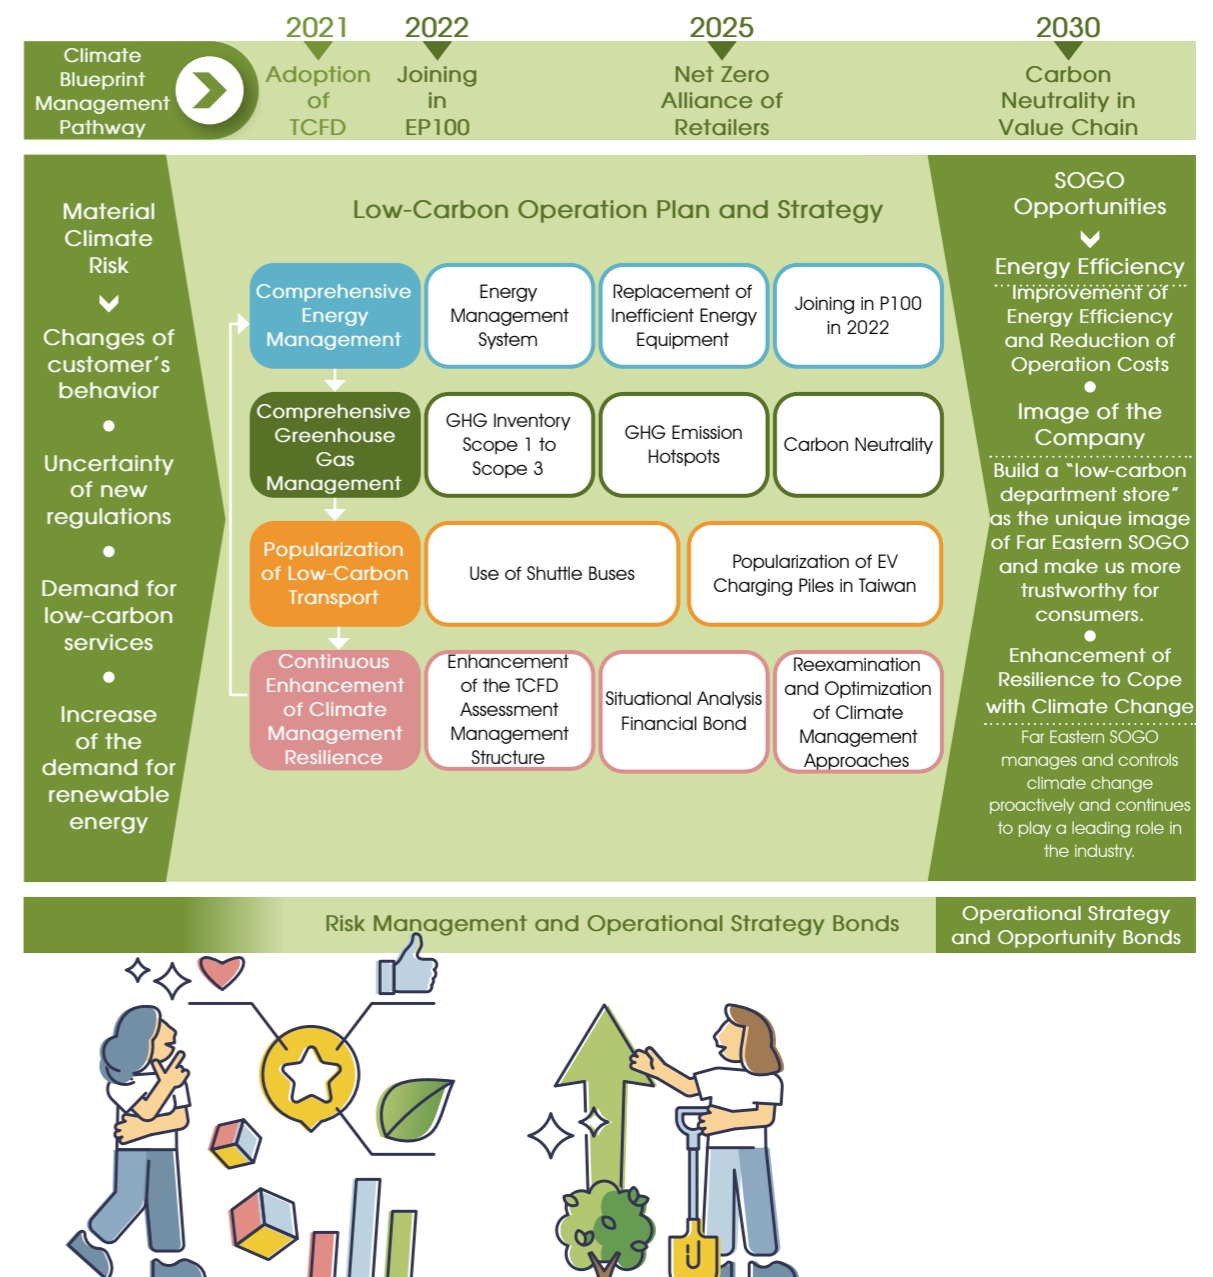 2021
2022
2025
2030
Climate
Blueprint
Management
Pathway
Adoption
of
TCFD
Joining
in
EP100
Net Zero
Alliance of
Retailers
Carbon
Neutrality in
Value Chain
Material
Climate
Risk
Changes of
customer's
behavior
Uncertainty
of new
regulations
Demand for
low-carbon
services
Increase
of the
demand for
renewable
energy
Low-Carbon Operation Plan and Strategy
Comprehensive
Energy
Management
Energy
Management
System
Replacement of
Inefficient Energy
Equipment
Joining in P100
in 2022
Comprehensive
Greenhouse
Gas
Management
GHG Inventory
Scope 1 to
Scope 3
GHG Emission
Hotspots
Carbon Neutrality
Popularization
of Low-Carbon
Transport
Use of Shuttle Buses
Popularization of EV
Charging Piles in Taiwan
Continuous
Enhancement
of Climate
Management
Resilience
Enhancement
of the TCFD
Assessment
Management
Structure
Situational Analysis
Financial Bond
Reexamination
and Optimization
of Climate
Management
Approaches
SOGO
Opportunities
Energy Efficiency
Improvement of
Energy Efficiency
and Reduction of
Operation Costs
Image of the
Company
Build a "low-carbon
department store"
as the unique image
of Far Eastern SOGO
and make us more
trustworthy for
consumers.
Enhancement of
Resilience to Cope
with Climate Change
Far Eastern SOGO
manages and controls
climate change
proactively and continues
to play a leading role in
the industry.
Risk Management and Operational Strategy Bonds
Operational Strategy
and Opportunity Bonds